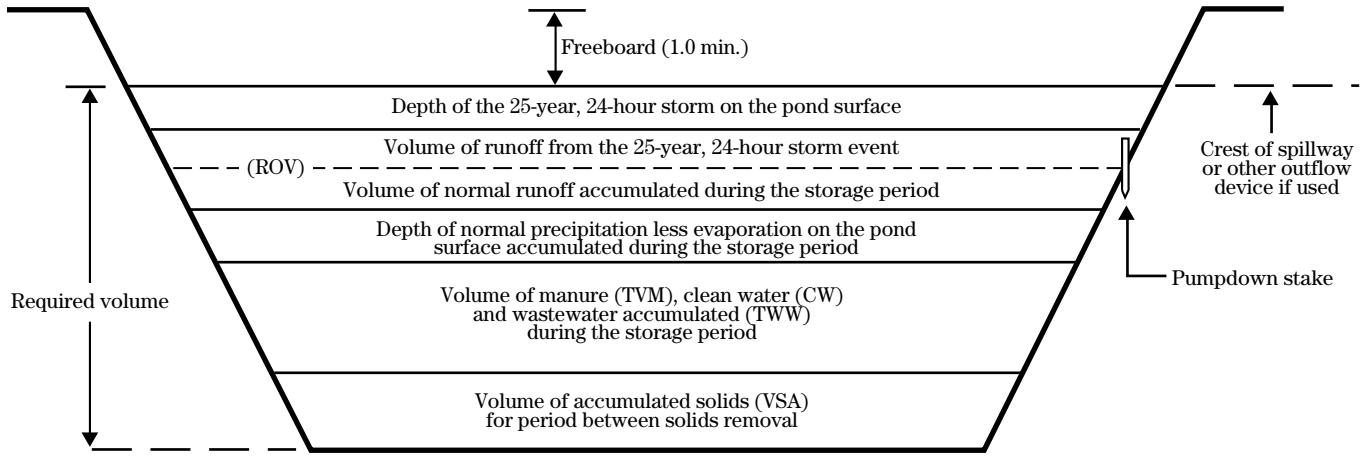 Freeboard (1.0 min.)
Depth of the 25-year, 24-hour storm on the pond surface
Volume of runoff from the 25-year, 24-hour storm event
(ROV)
Volume of normal runoff accumulated during the storage period
Depth of normal precipitation less evaporation on the pond
surface accumulated during the storage period
Volume of manure (TVM), clean water (CW)
and wastewater accumulated (TWW)
during the storage period
Volume of accumulated solids (VSA)
for period between solids removal
Required volume
Crest of spillway
or other outflow
device if used
Pumpdown stake